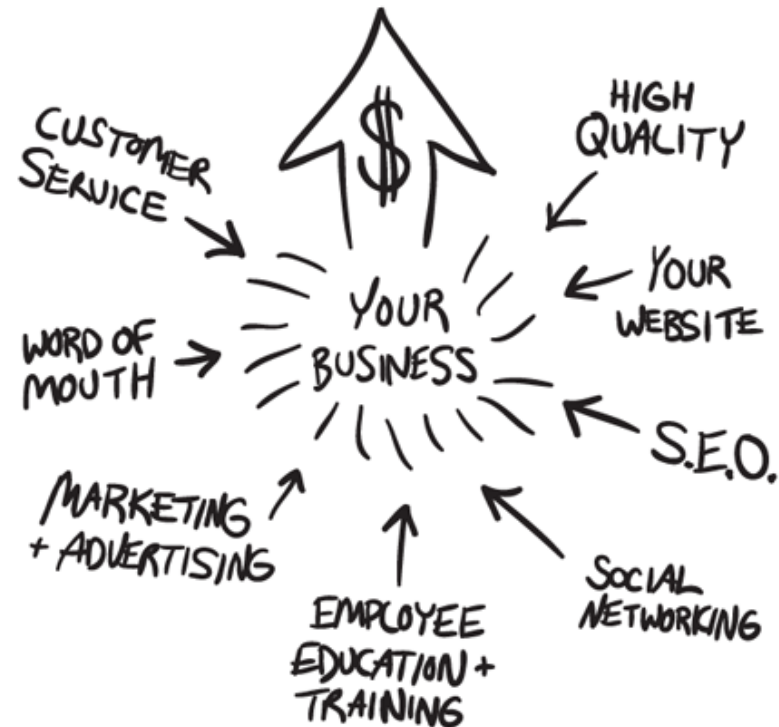 $
CUSTOMER
SERVICE
HIGH
QUALITY
YOUR
BUSINESS
YOUR
WEBSITE
WORD OF
MOUTH
S.E.O.
MARKETING
+ ADVERTISING
EMPLOYEE
EDUCATION +
TRAINING
SOCIAL
NETWORKING